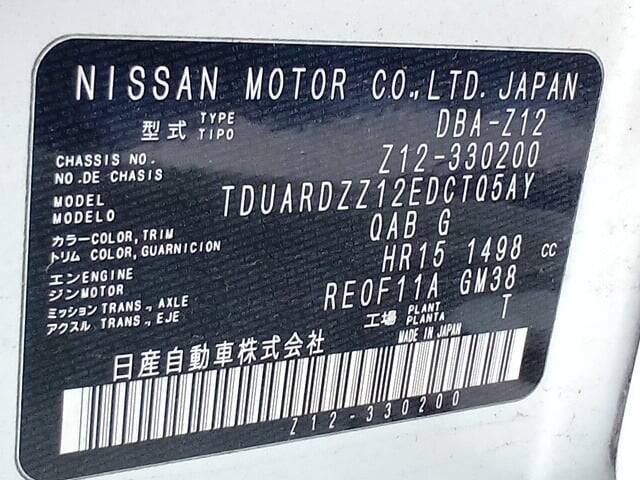 NISSAN MOTOR CO.,LTD. JAPAN
型式 TYPE TIPO DBA-Z12
CHASSIS NO. NO.DE CHASIS Z12-330200
MODEL MODELO TDUARDZZ12EDCTQ5AY
カラー COLOR, TRIM トリム COLOR, GUARNICION QAB G
エンジン ENGINE MOTOR HR15 1498 CC
ミッション TRANS., AXLE アクスル TRANS., EJE RE0F11A GM38
工場 PLANT PLANTA T
日産自動車株式会社 MADE IN JAPAN
Z12-330200